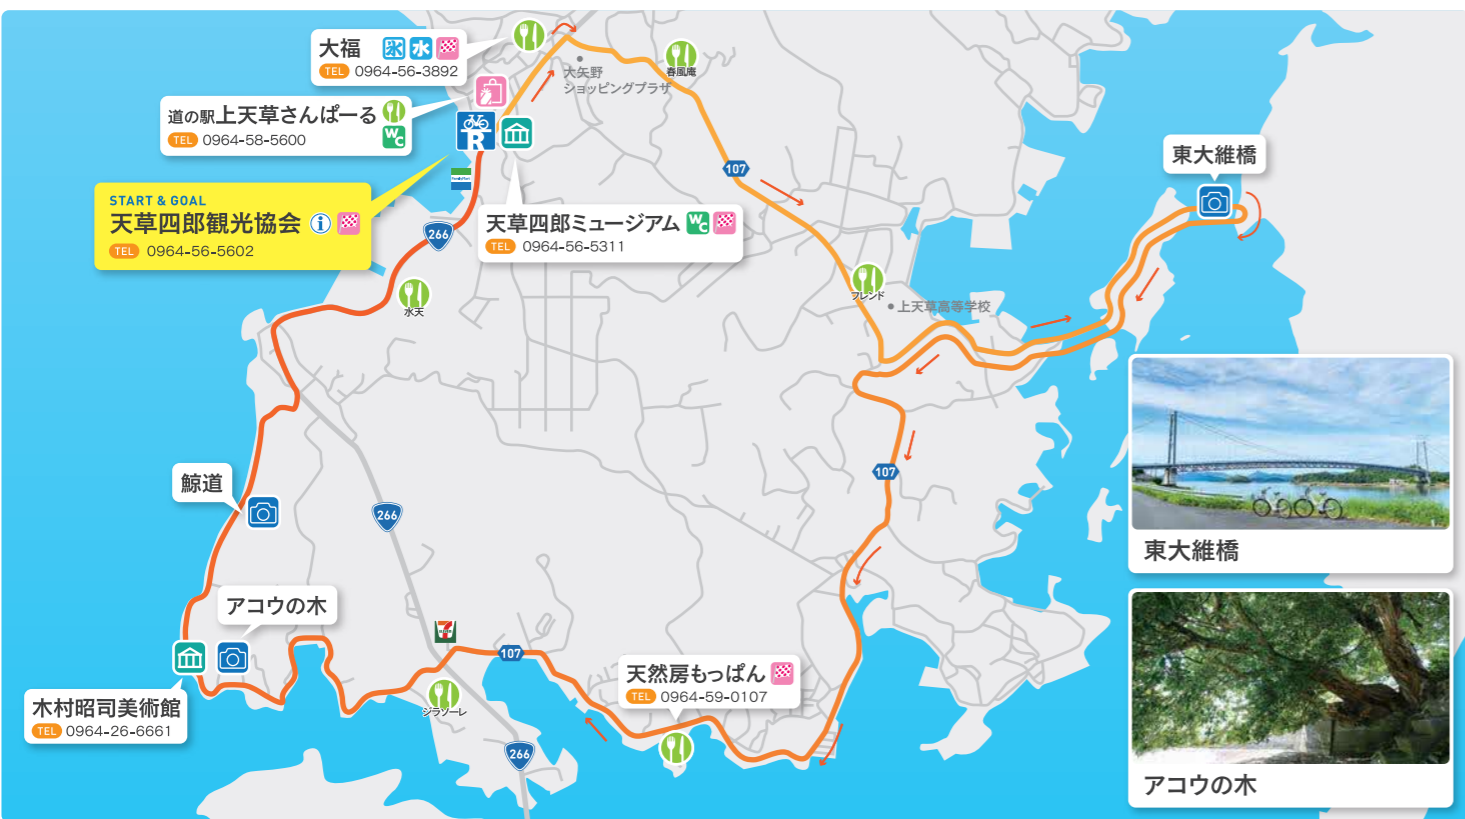 大福 氷 水
TEL 0964-56-3892
大矢野
ショッピングプラザ
春風庵
道の駅上天草さんぱーる
WC
TEL 0964-58-5600
R
FamilyMart
START & GOAL
天草四郎観光協会 i
TEL 0964-56-5602
266
天草四郎ミュージアム WC
TEL 0964-56-5311
107
東大維橋
水天
フレンド
上天草高等学校
107
鯨道
266
アコウの木
7
107
木村昭司美術館
TEL 0964-26-6661
ジラソーレ
天然房もっぱん
TEL 0964-59-0107
266
東大維橋
アコウの木